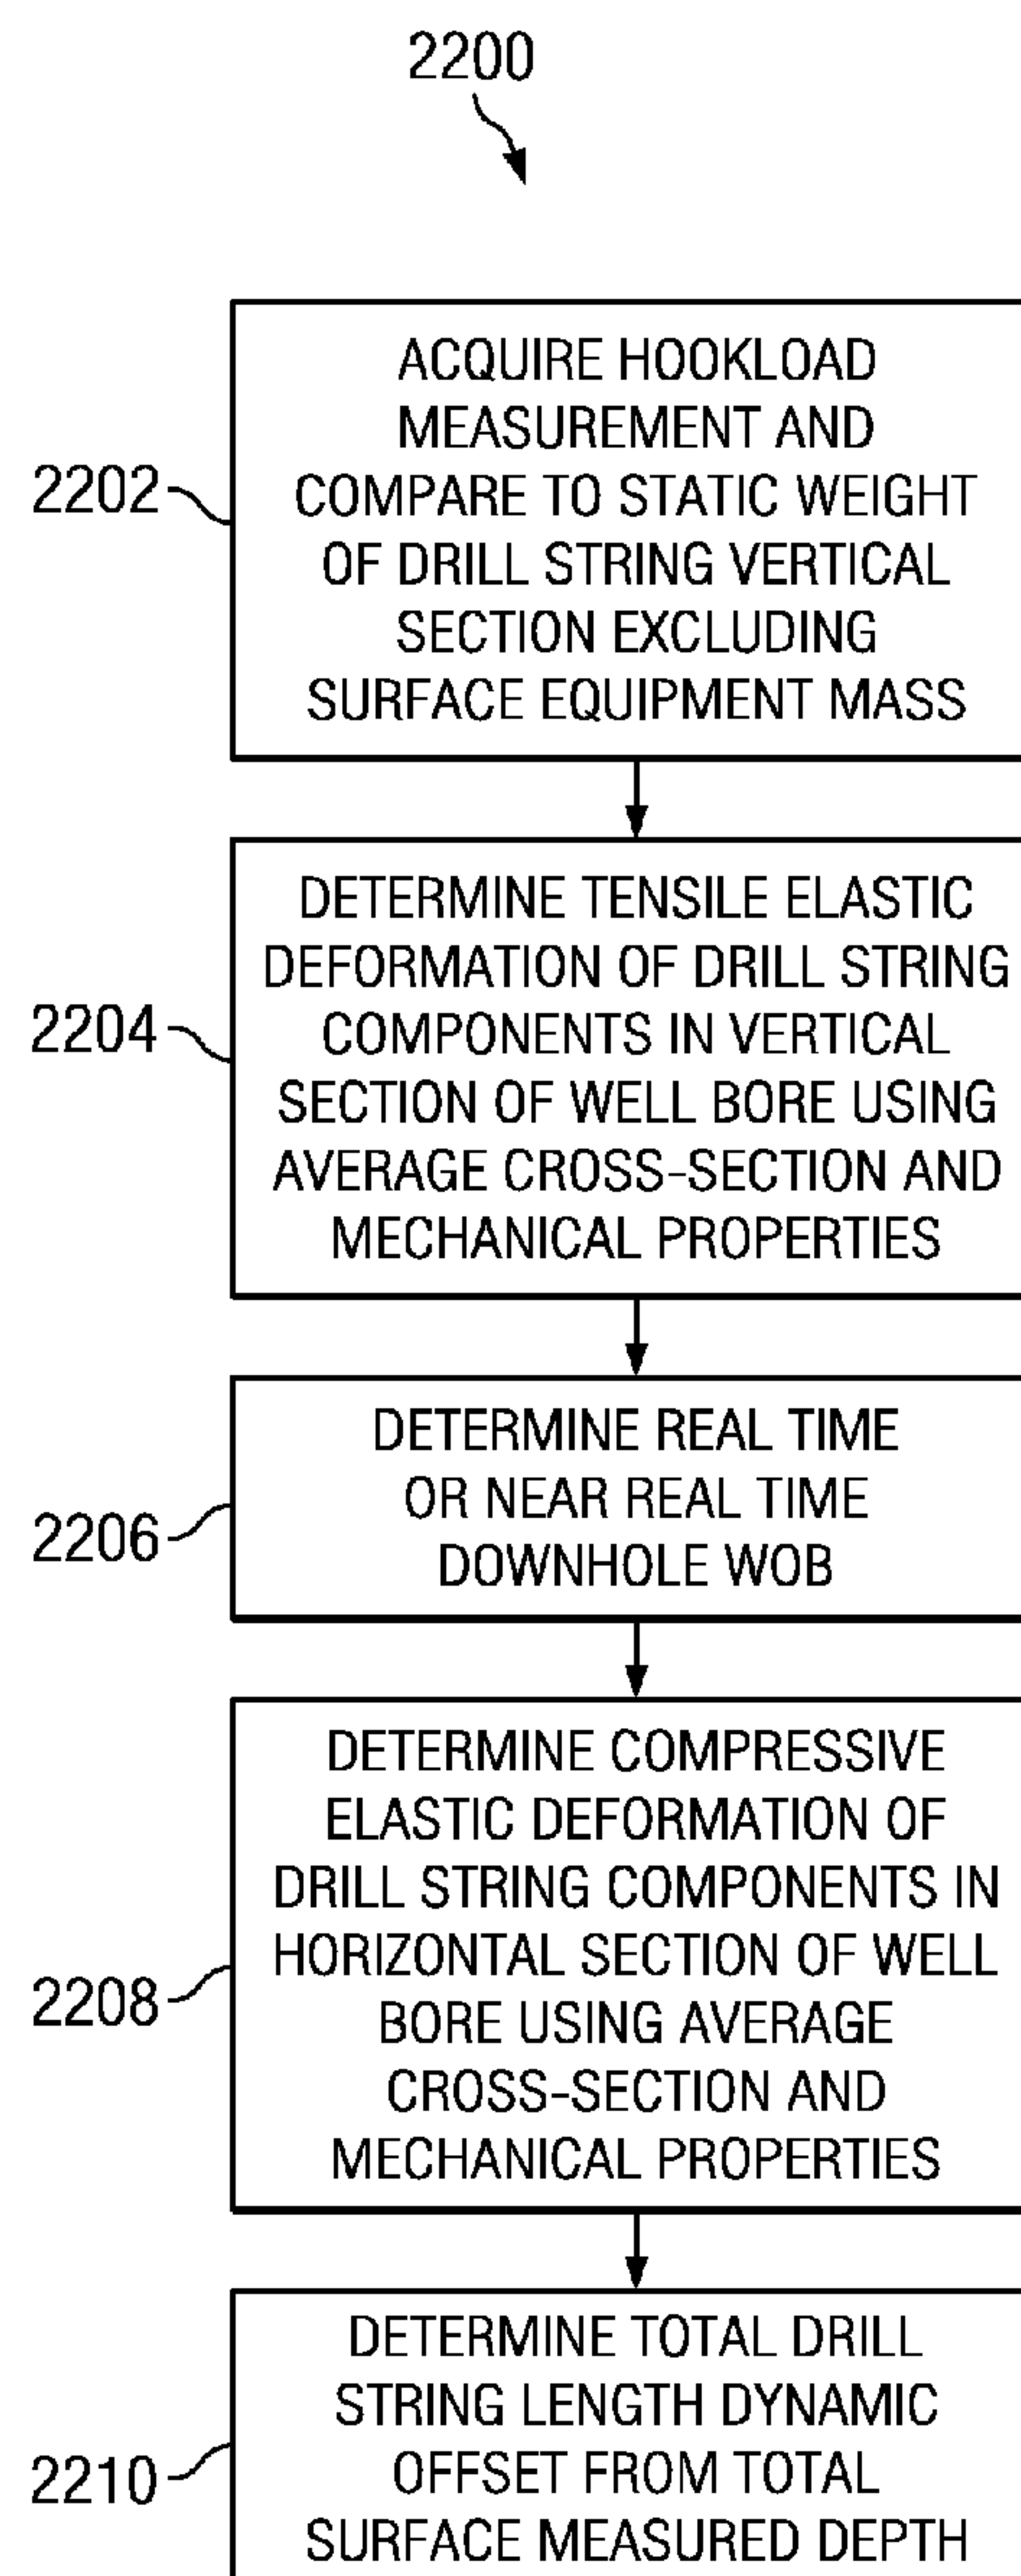 2200
2202
ACQUIRE HOOKLOAD
MEASUREMENT AND
COMPARE TO STATIC WEIGHT
OF DRILL STRING VERTICAL
SECTION EXCLUDING
SURFACE EQUIPMENT MASS
2204
DETERMINE TENSILE ELASTIC
DEFORMATION OF DRILL STRING
COMPONENTS IN VERTICAL
SECTION OF WELL BORE USING
AVERAGE CROSS-SECTION AND
MECHANICAL PROPERTIES
2206
DETERMINE REAL TIME
OR NEAR REAL TIME
DOWNHOLE WOB
2208
DETERMINE COMPRESSIVE
ELASTIC DEFORMATION OF
DRILL STRING COMPONENTS IN
HORIZONTAL SECTION OF WELL
BORE USING AVERAGE
CROSS-SECTION AND
MECHANICAL PROPERTIES
2210
DETERMINE TOTAL DRILL
STRING LENGTH DYNAMIC
OFFSET FROM TOTAL
SURFACE MEASURED DEPTH